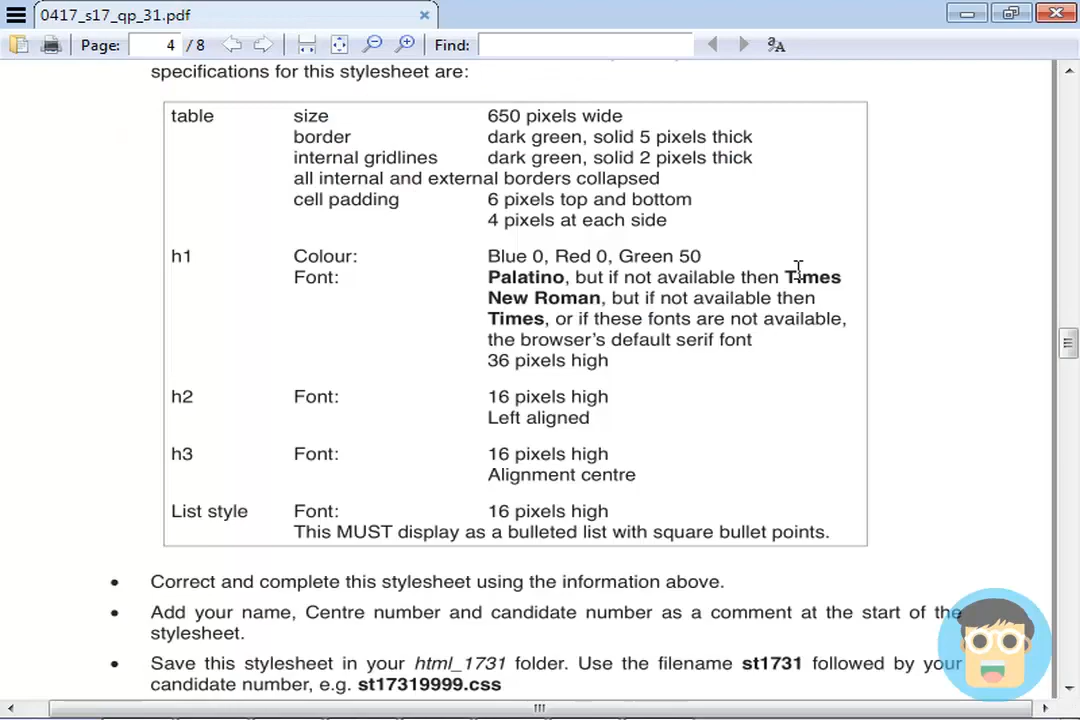 0417_s17_qp_31.pdf
Page: 4 / 8 Find:
specifications for this stylesheet are:
table size 650 pixels wide
border dark green, solid 5 pixels thick
internal gridlines dark green, solid 2 pixels thick
all internal and external borders collapsed
cell padding 6 pixels top and bottom
4 pixels at each side
h1 Colour: Blue 0, Red 0, Green 50
Font: Palatino, but if not available then Times
New Roman, but if not available then
Times, or if these fonts are not available,
the browser's default serif font
36 pixels high
h2 Font: 16 pixels high
Left aligned
h3 Font: 16 pixels high
Alignment centre
List style Font: 16 pixels high
This MUST display as a bulleted list with square bullet points.
• Correct and complete this stylesheet using the information above.
• Add your name, Centre number and candidate number as a comment at the start of the
stylesheet.
• Save this stylesheet in your html_1731 folder. Use the filename st1731 followed by your
candidate number, e.g. st17319999.css